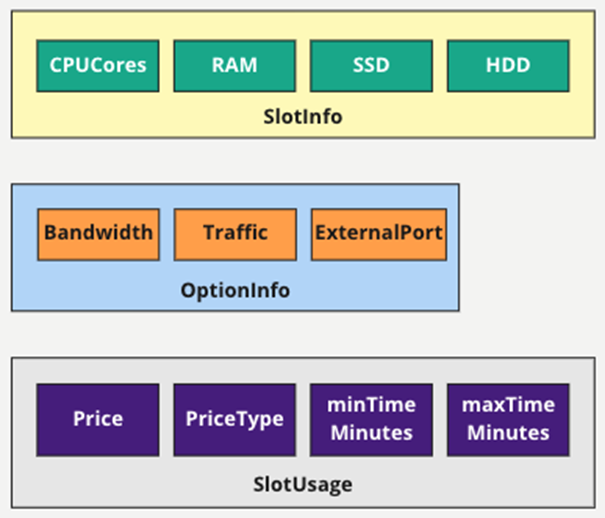 CPUCores RAM SSD HDD
SlotInfo
Bandwidth Traffic ExternalPort
OptionInfo
Price PriceType minTime Minutes maxTime Minutes
SlotUsage